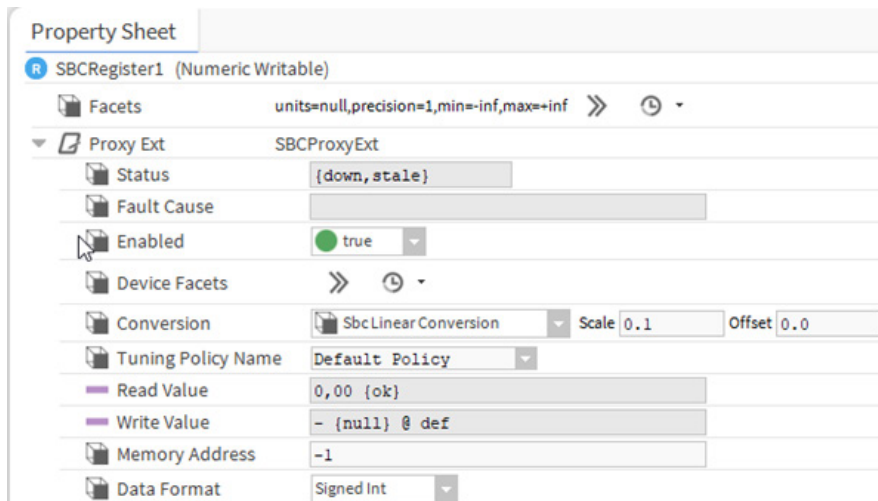 Property Sheet
R SBCRegister1 (Numeric Writable)
Facets units=null,precision=1,min=-inf,max=+inf
Proxy Ext SBCProxyExt
Status {down,stale}
Fault Cause
Enabled true
Device Facets
Conversion Sbc Linear Conversion Scale 0.1 Offset 0.0
Tuning Policy Name Default Policy
Read Value 0,00 {ok}
Write Value - {null} @ def
Memory Address -1
Data Format Signed Int